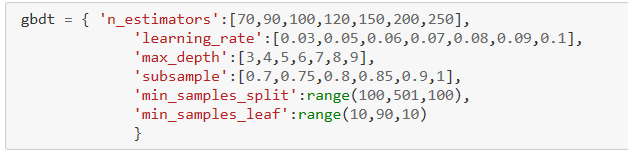 gbdt = { 'n_estimators':[70,90,100,120,150,200,250],
'learning_rate':[0.03,0.05,0.06,0.07,0.08,0.09,0.1],
'max_depth':[3,4,5,6,7,8,9],
'subsample':[0.7,0.75,0.8,0.85,0.9,1],
'min_samples_split':range(100,501,100),
'min_samples_leaf':range(10,90,10)
}